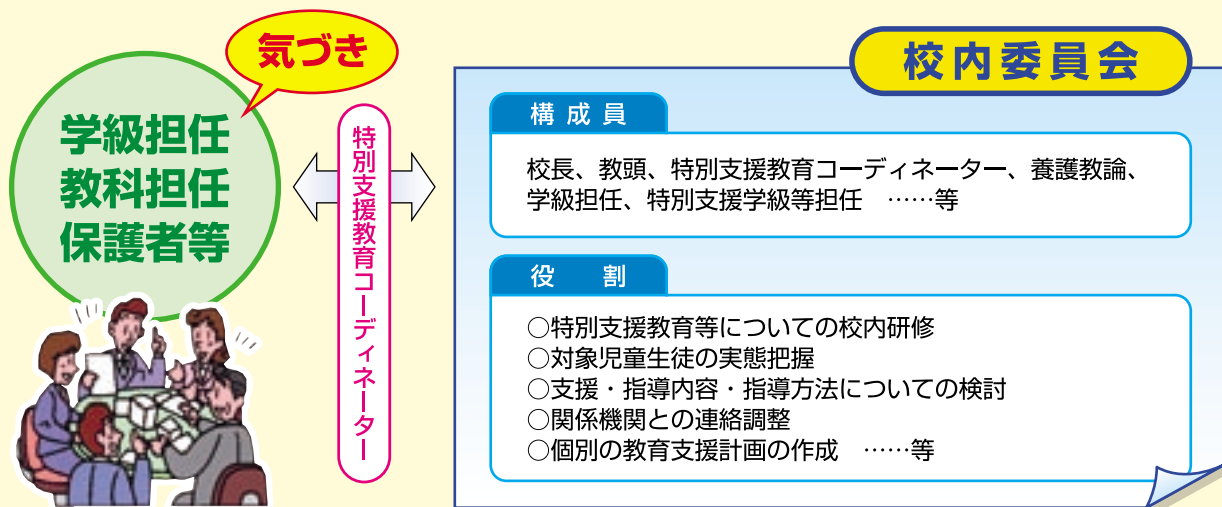 気づき
学級担任
教科担任
保護者等
特別支援教育コーディネーター
校内委員会
構成員
校長、教頭、特別支援教育コーディネーター、養護教論、
学級担任、特別支援学級等担任　……等
役　割
○特別支援教育等についての校内研修
○対象児童生徒の実態把握
○支援・指導内容・指導方法についての検討
○関係機関との連絡調整
○個別の教育支援計画の作成　……等